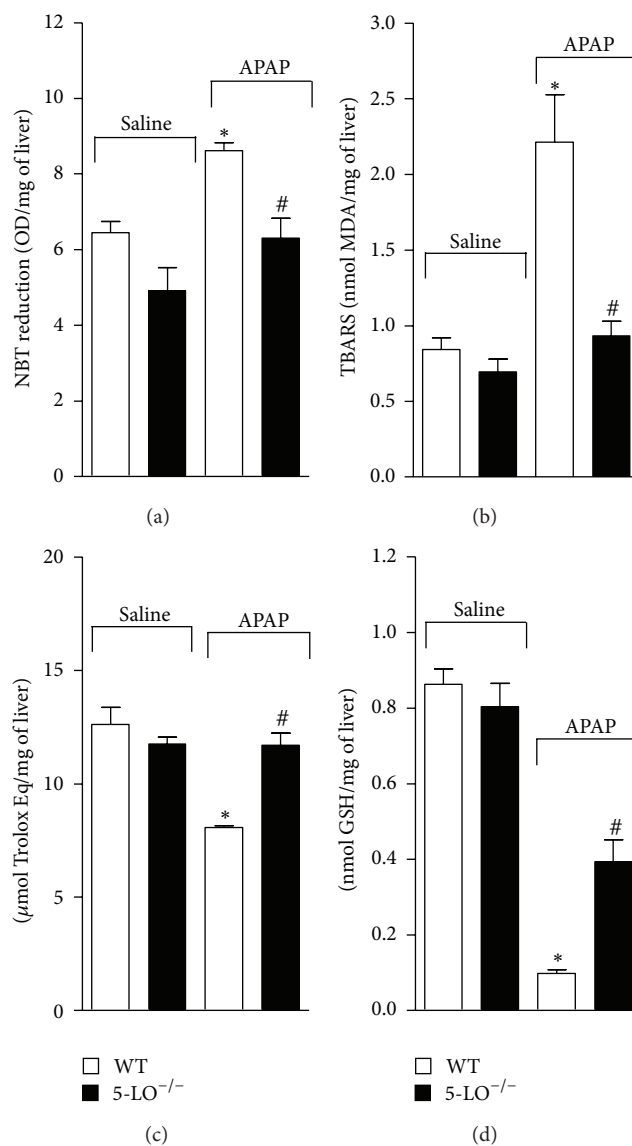 NBT reduction (OD/mg of liver)
12
10
8
6
4
2
0
Saline
APAP
*
#
(a)
TBARS (nmol MDA/mg of liver)
3.0
2.5
2.0
1.5
1.0
0.5
0.0
Saline
APAP
*
#
(b)
(μmol Trolox Eq/mg of liver)
20
15
10
5
0
Saline
APAP
*
#
WT
5-LO−/−
(c)
(nmol GSH/mg of liver)
1.2
1.0
0.8
0.6
0.4
0.2
0.0
Saline
APAP
*
#
WT
5-LO−/−
(d)